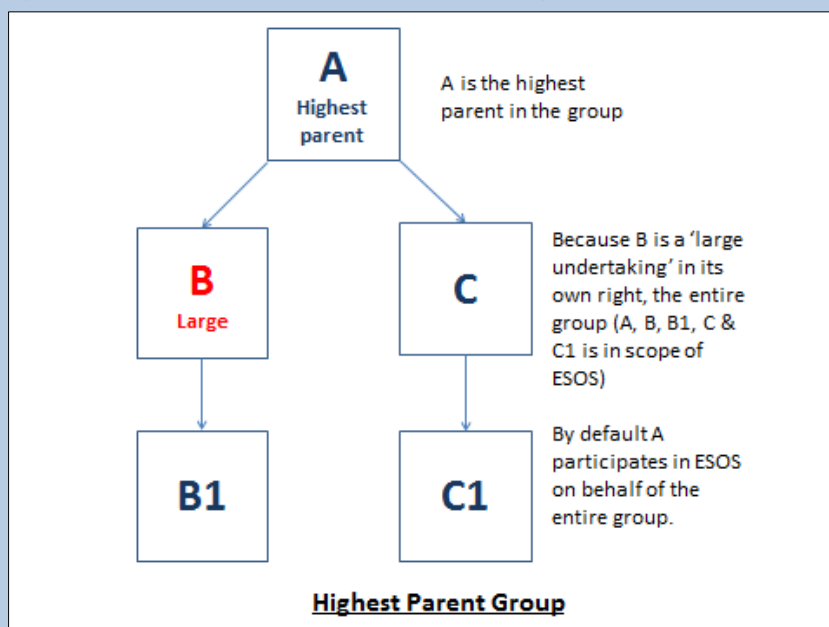 A
Highest
parent
A is the highest
parent in the group
B
Large
C
Because B is a ‘large
undertaking’ in its
own right, the entire
group (A, B, B1, C &
C1 is in scope of
ESOS)
B1
C1
By default A
participates in ESOS
on behalf of the
entire group.
Highest Parent Group